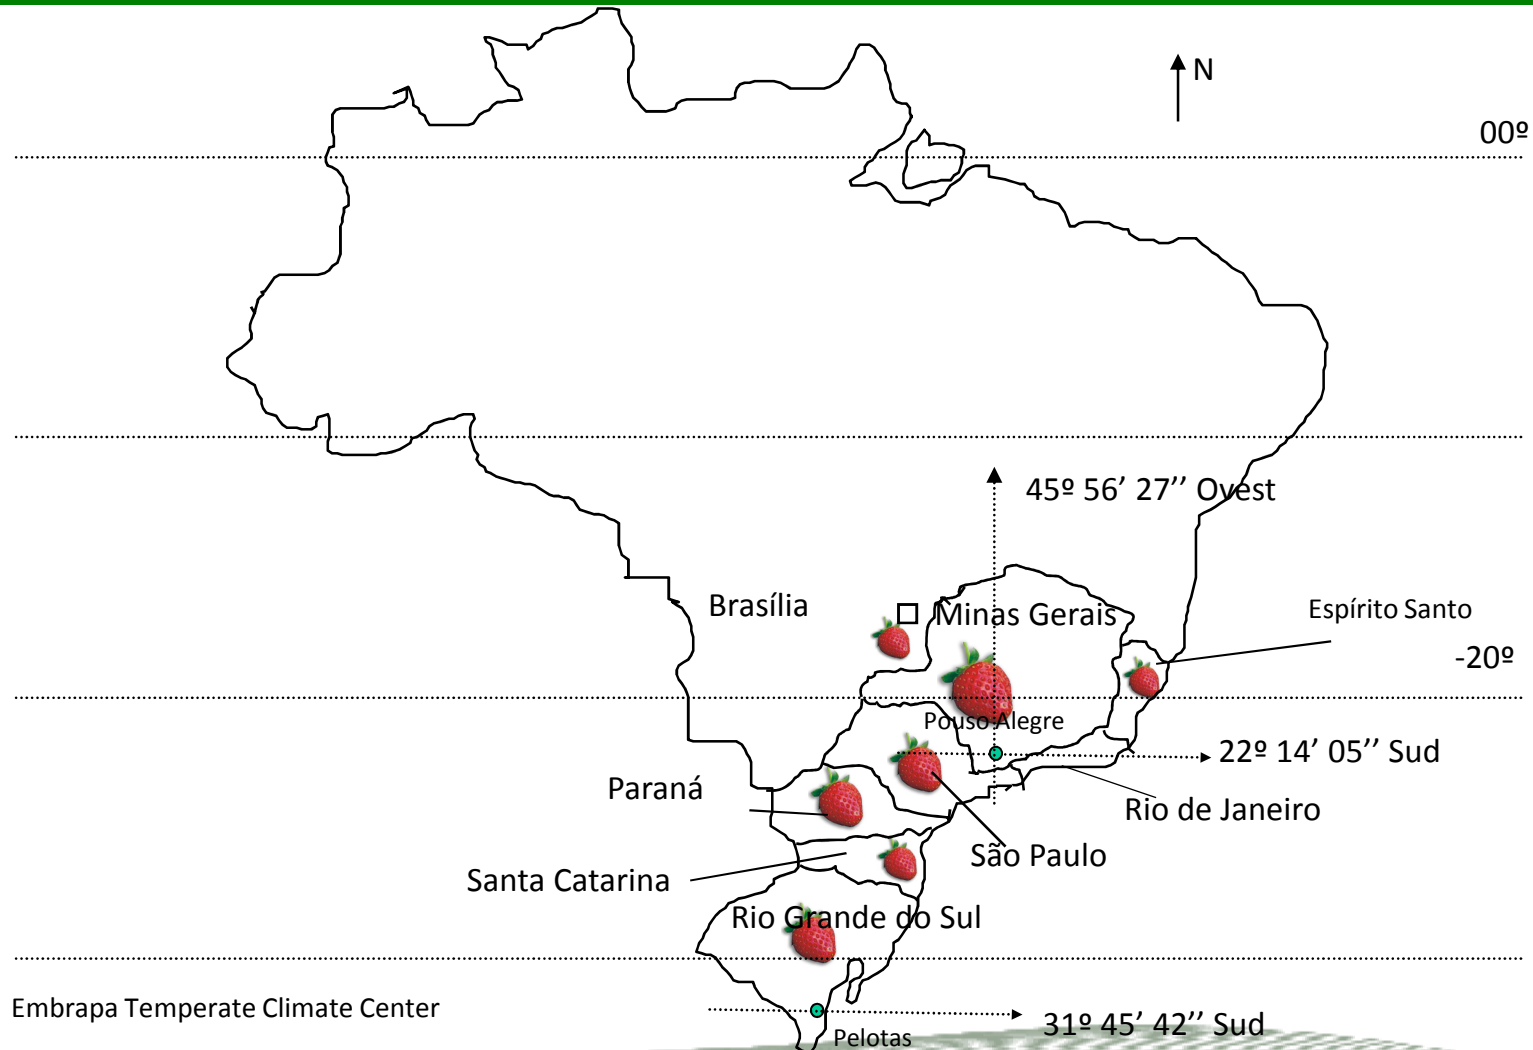 N
00º
45º 56’ 27’’ Ovest
Brasília
Minas Gerais
Espírito Santo
-20º
Pouso Alegre
22º 14’ 05’’ Sud
Paraná
Rio de Janeiro
São Paulo
Santa Catarina
Rio Grande do Sul
Embrapa Temperate Climate Center
31º 45’ 42’’ Sud
Pelotas